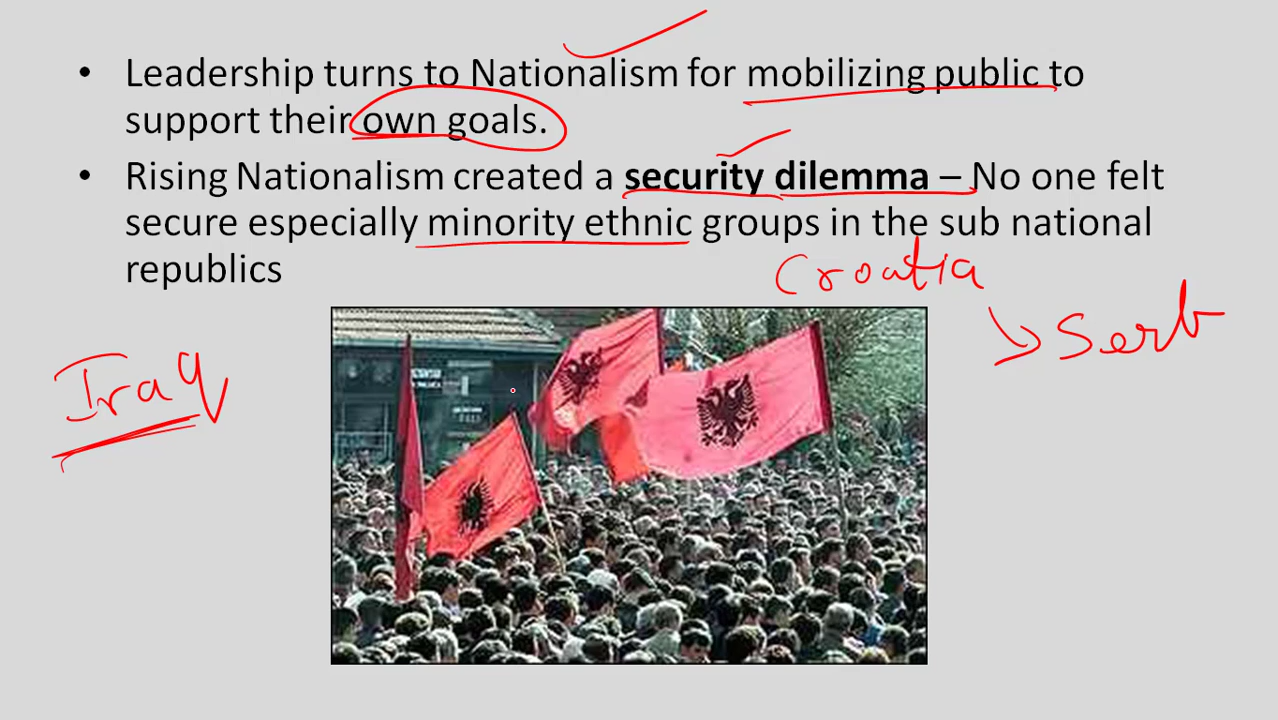 • Leadership turns to Nationalism for mobilizing public to
support their own goals.
• Rising Nationalism created a security dilemma – No one felt
secure especially minority ethnic groups in the sub national
republics
Croatia
Serb
Iraq